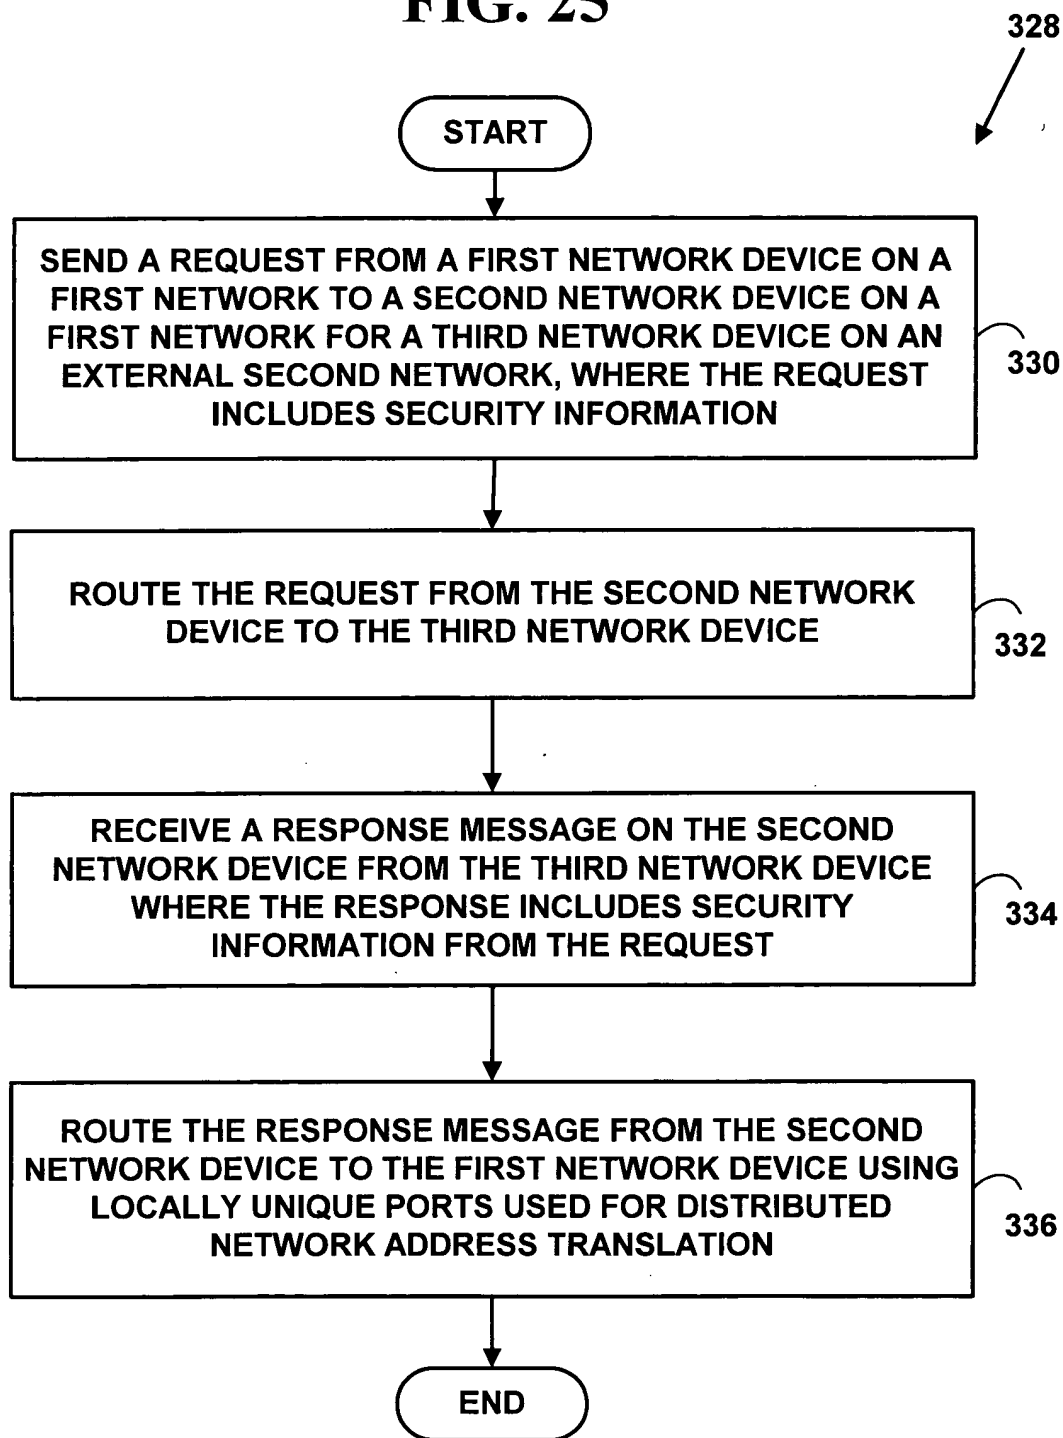 FIG. 25
328
START
SEND A REQUEST FROM A FIRST NETWORK DEVICE ON A
FIRST NETWORK TO A SECOND NETWORK DEVICE ON A
FIRST NETWORK FOR A THIRD NETWORK DEVICE ON AN
EXTERNAL SECOND NETWORK, WHERE THE REQUEST
INCLUDES SECURITY INFORMATION
330
ROUTE THE REQUEST FROM THE SECOND NETWORK
DEVICE TO THE THIRD NETWORK DEVICE
332
RECEIVE A RESPONSE MESSAGE ON THE SECOND
NETWORK DEVICE FROM THE THIRD NETWORK DEVICE
WHERE THE RESPONSE INCLUDES SECURITY
INFORMATION FROM THE REQUEST
334
ROUTE THE RESPONSE MESSAGE FROM THE SECOND
NETWORK DEVICE TO THE FIRST NETWORK DEVICE USING
LOCALLY UNIQUE PORTS USED FOR DISTRIBUTED
NETWORK ADDRESS TRANSLATION
336
END